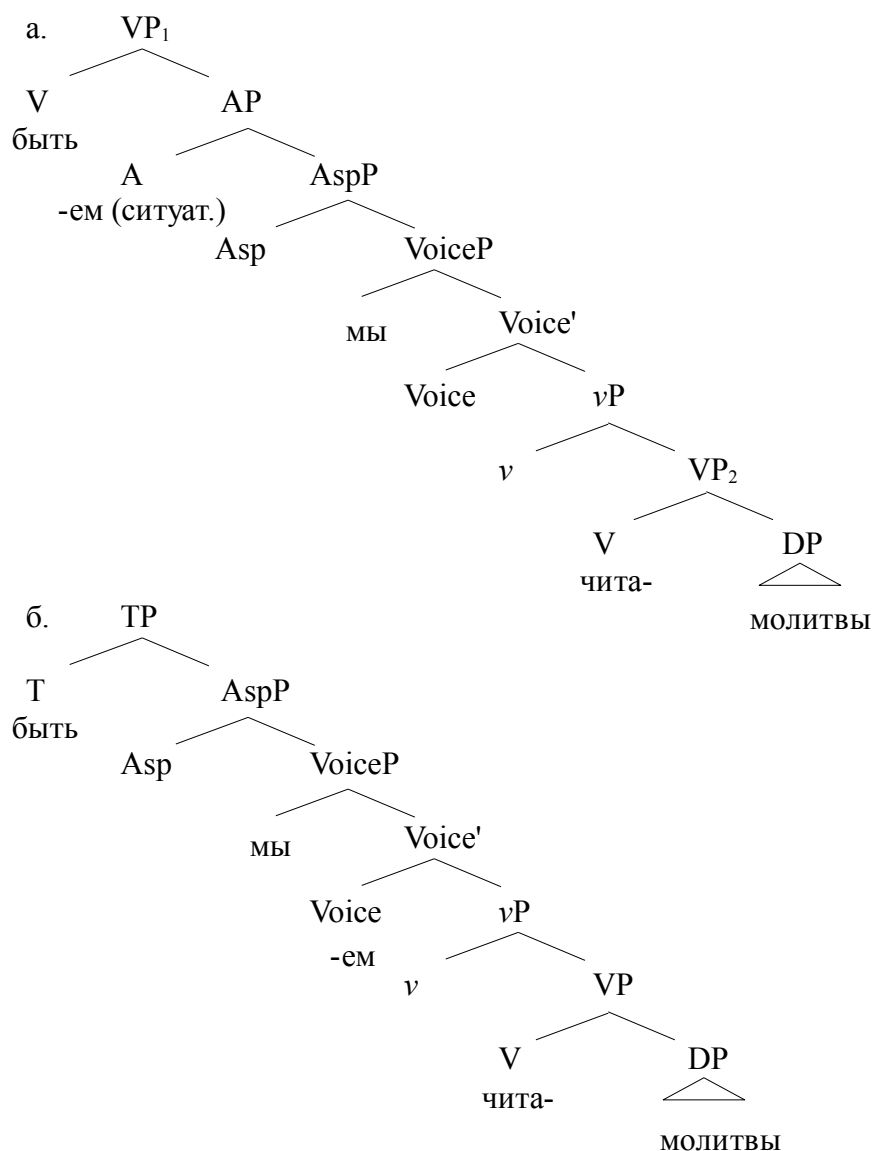 а. VP₁
V AP
быть
A AspP
-ем (ситуат.)
Asp VoiceP
мы Voice'
Voice vP
v VP₂
V DP
чита-
молитвы
б. TP
T AspP
быть
Asp VoiceP
мы Voice'
Voice vP
-ем
v VP
V DP
чита-
молитвы